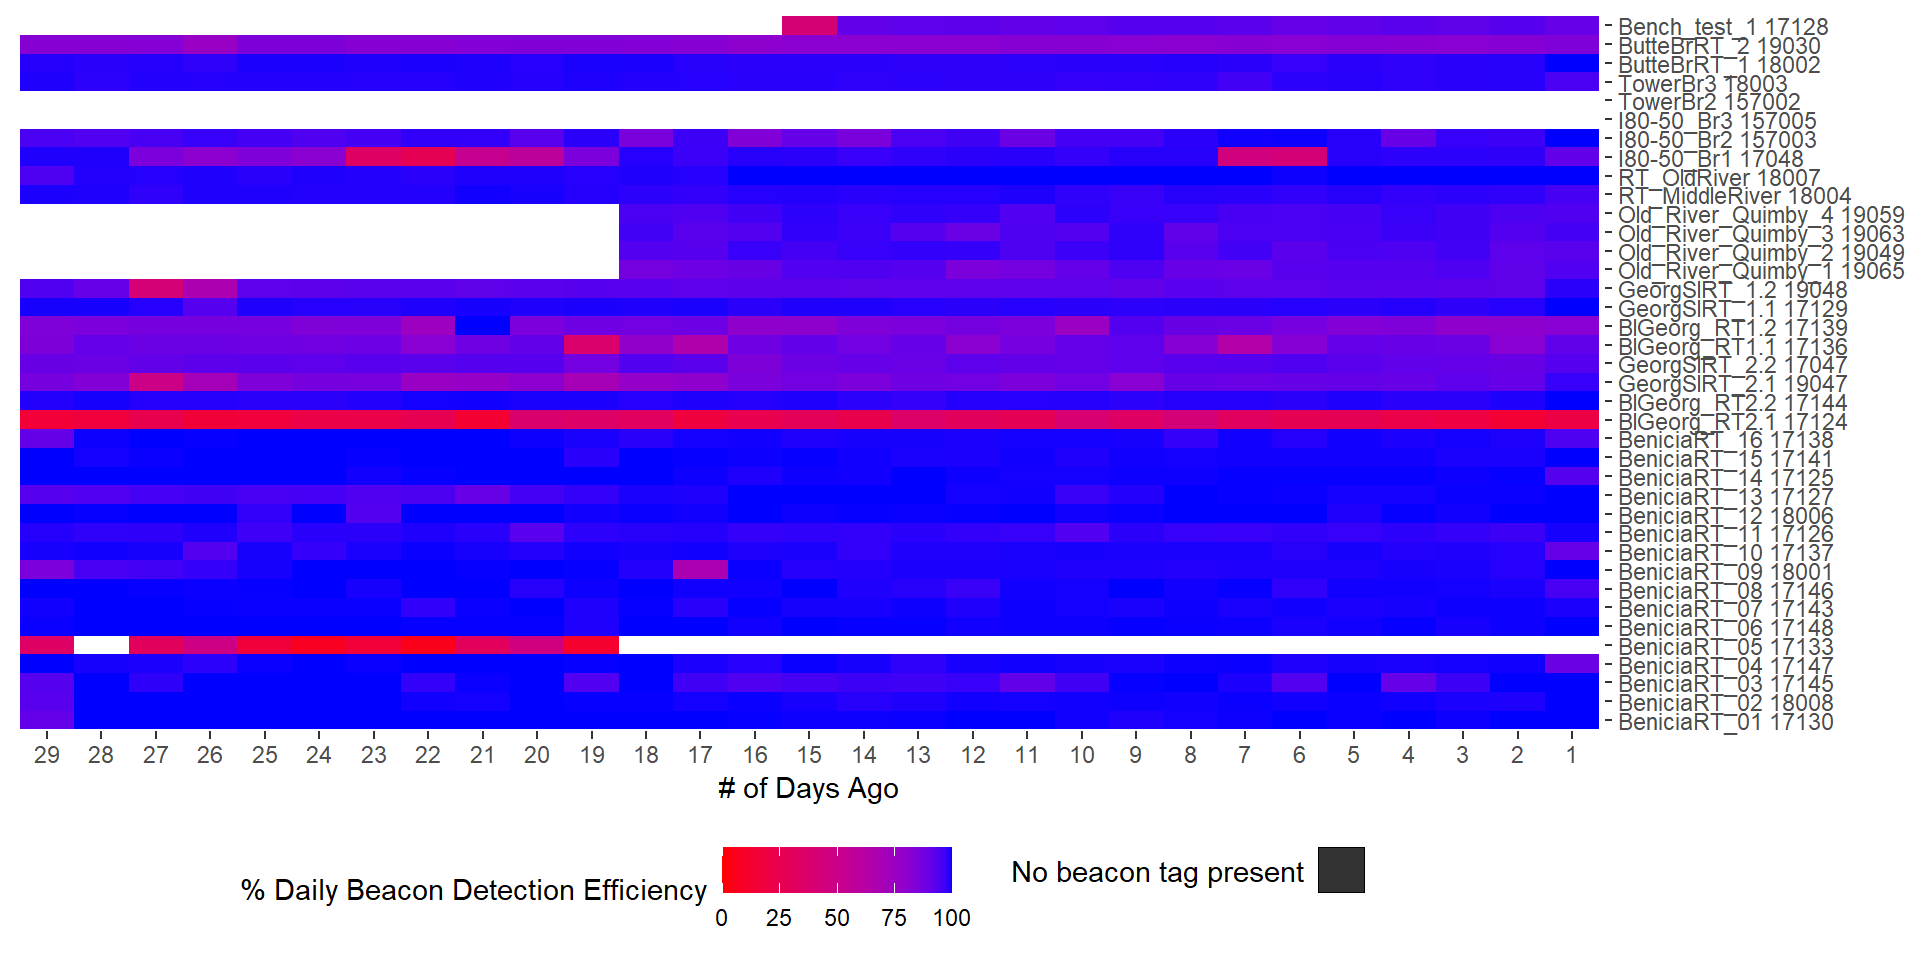 Bench_test_1 17128
ButteBrRT_2 19030
ButteBrRT_1 18002
TowerBr3 18003
TowerBr2 157002
I80-50_Br3 157005
I80-50_Br2 157003
I80-50_Br1 17048
RT_OldRiver 18007
RT_MiddleRiver 18004
Old_River_Quimby_4 19059
Old_River_Quimby_3 19063
Old_River_Quimby_2 19049
Old_River_Quimby_1 19065
GeorgSlRT_1.2 19048
GeorgSlRT_1.1 17129
BlGeorg_RT1.2 17139
BlGeorg_RT1.1 17136
GeorgSlRT_2.2 17047
GeorgSlRT_2.1 19047
BlGeorg_RT2.2 17144
BlGeorg_RT2.1 17124
BeniciaRT_16 17138
BeniciaRT_15 17141
BeniciaRT_14 17125
BeniciaRT_13 17127
BeniciaRT_12 18006
BeniciaRT_11 17126
BeniciaRT_10 17137
BeniciaRT_09 18001
BeniciaRT_08 17146
BeniciaRT_07 17143
BeniciaRT_06 17148
BeniciaRT_05 17133
BeniciaRT_04 17147
BeniciaRT_03 17145
BeniciaRT_02 18008
BeniciaRT_01 17130
29 28 27 26 25 24 23 22 21 20 19 18 17 16 15 14 13 12 11 10 9 8 7 6 5 4 3 2 1
# of Days Ago
% Daily Beacon Detection Efficiency
0 25 50 75 100
No beacon tag present